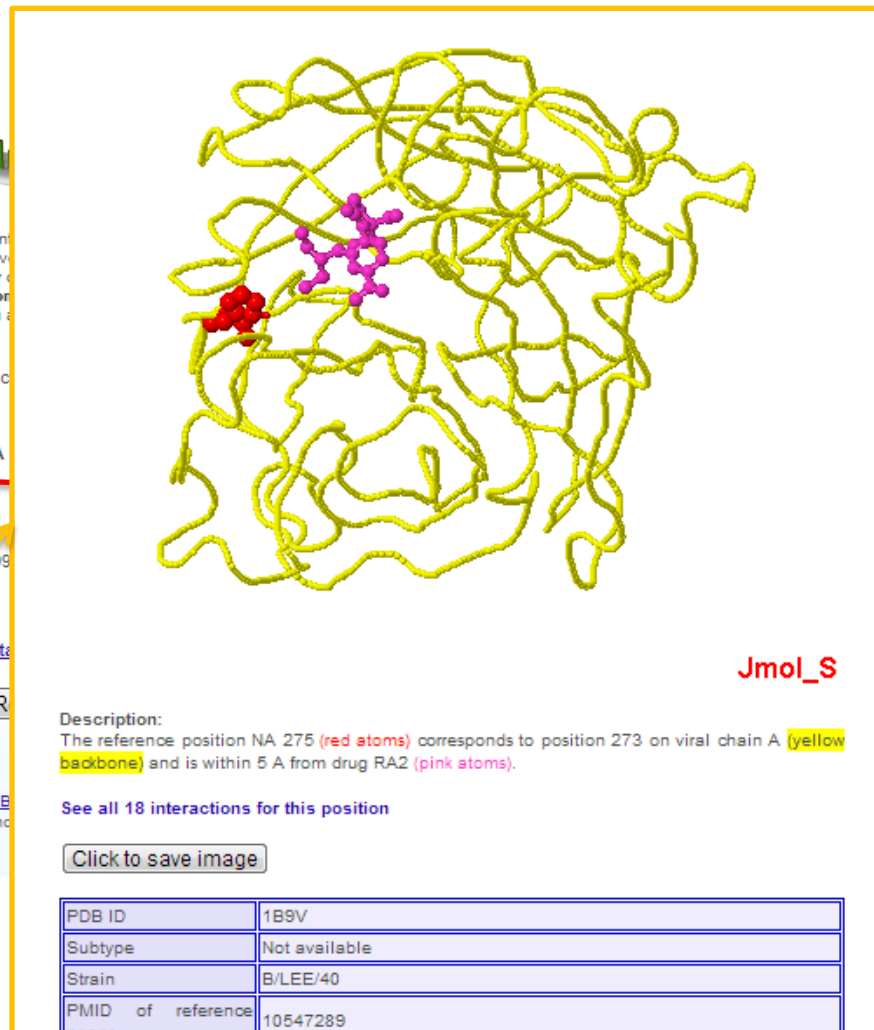 Jmol_S
Description:
The reference position NA 275 (red atoms) corresponds to position 273 on viral chain A (yellow
backbone) and is within 5 A from drug RA2 (pink atoms).
See all 18 interactions for this position
Click to save image
PDB ID 1B9V
Subtype Not available
Strain B/LEE/40
PMID of reference 10547289